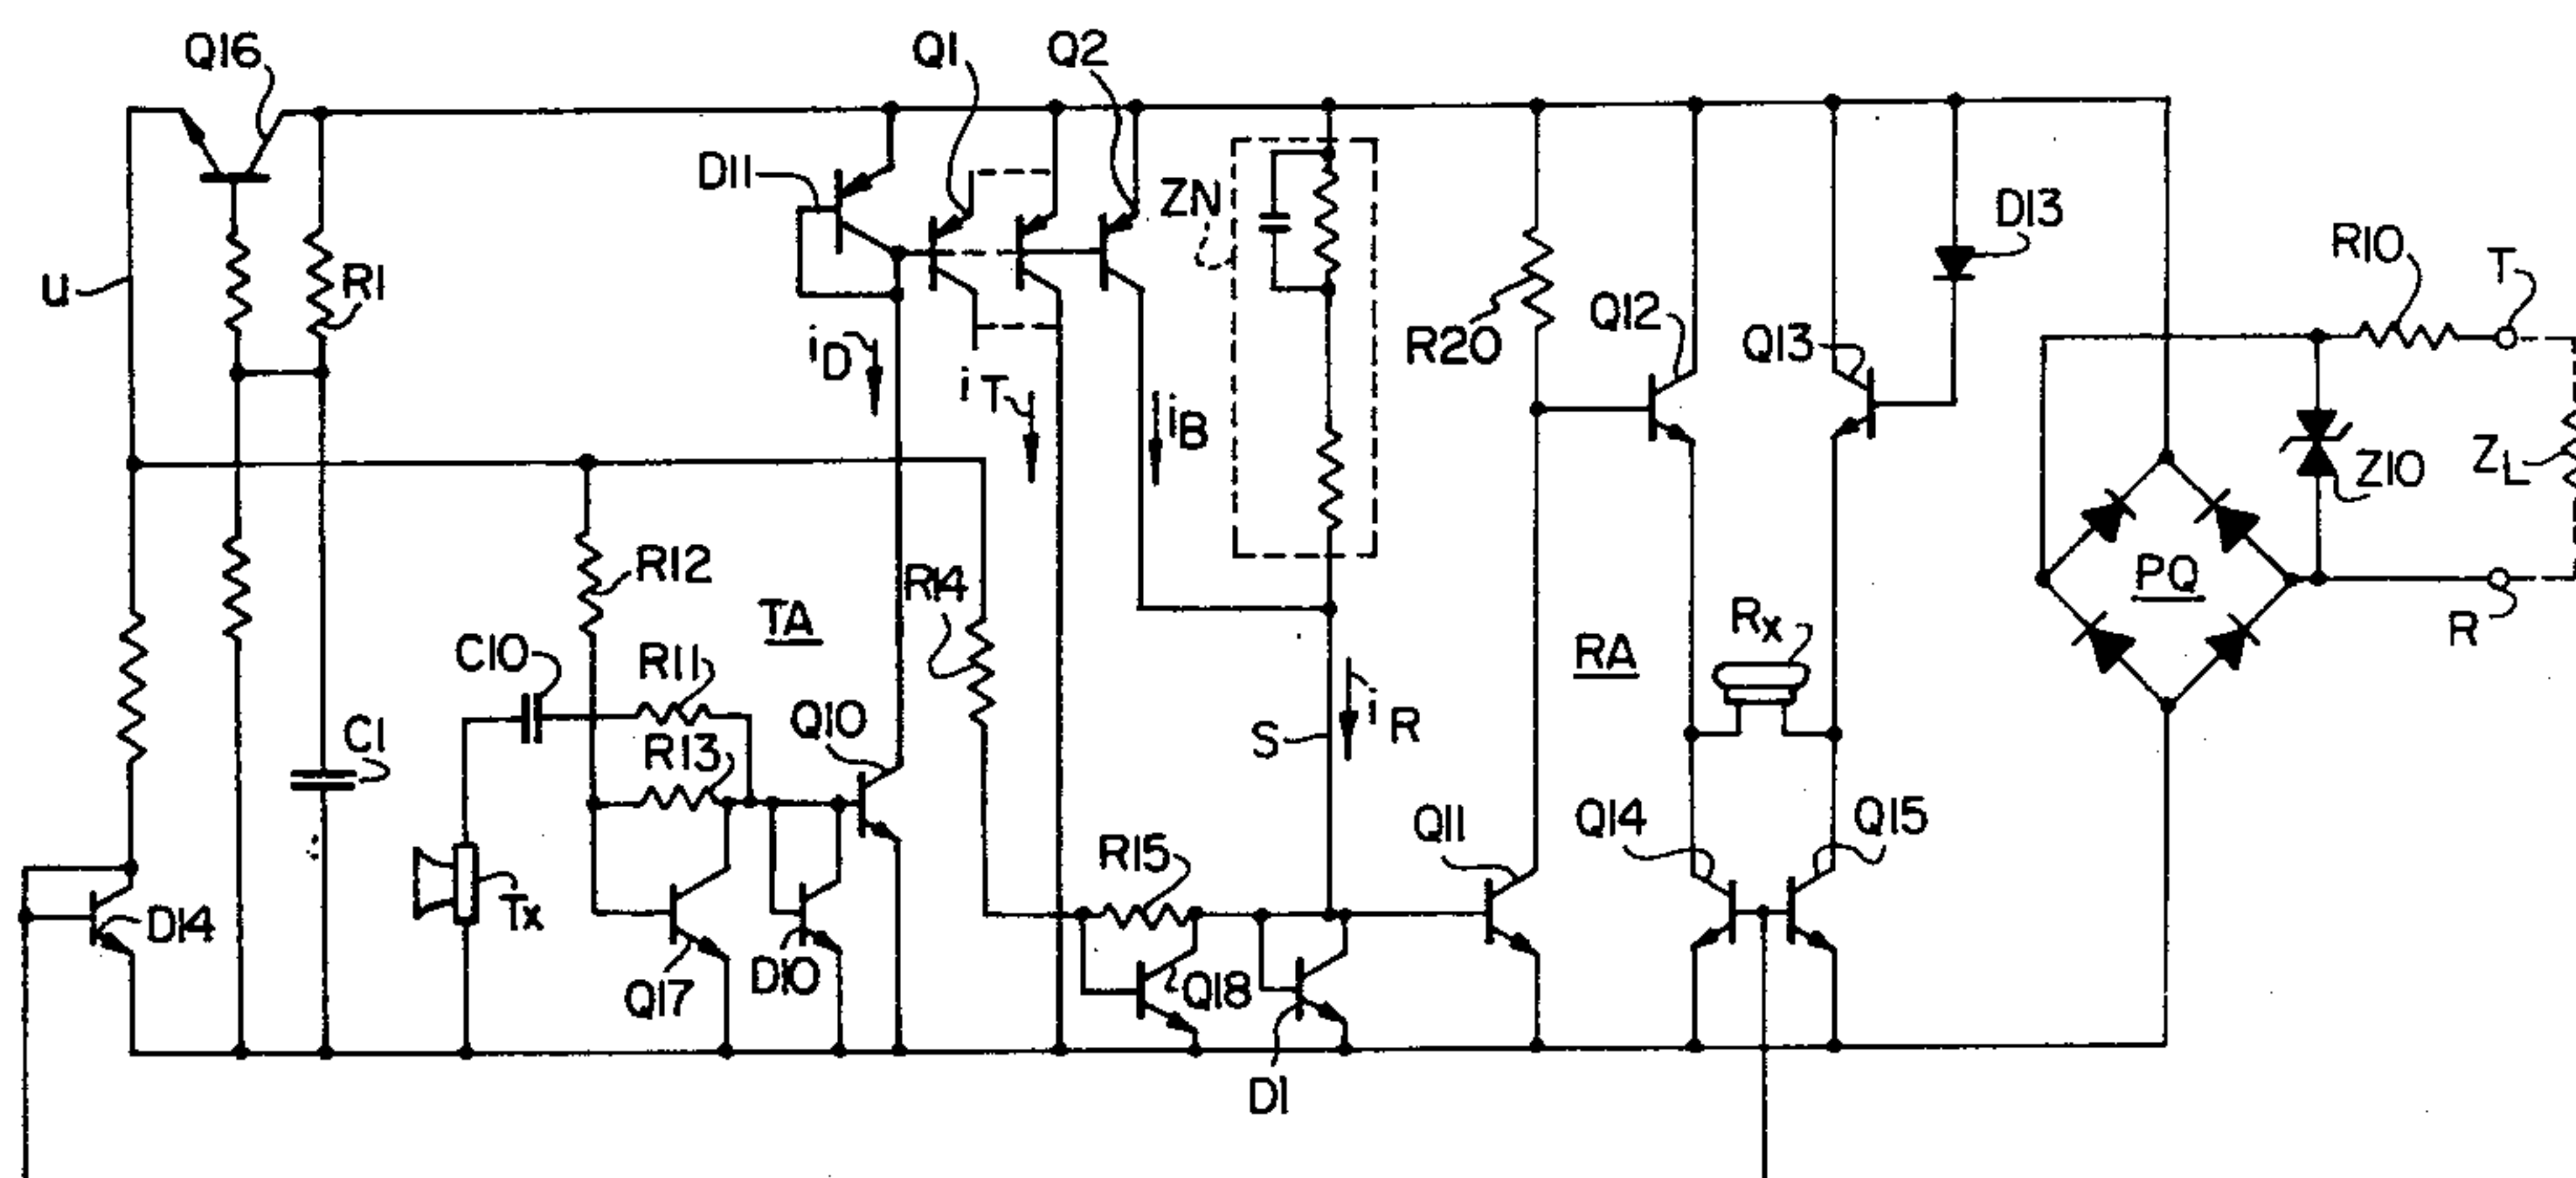 Q16
Q1
Q2
D11
ZN
D13
R10
T
u
R1
iD
iT
iB
R20
Q12
Q13
ZL
Z10
R12
TA
R14
PQ
C10
R11
RX
RA
R
C1
R13
Q10
S
iR
Q14
Q15
Q11
R15
D14
TX
Q17
D10
Q18
D1